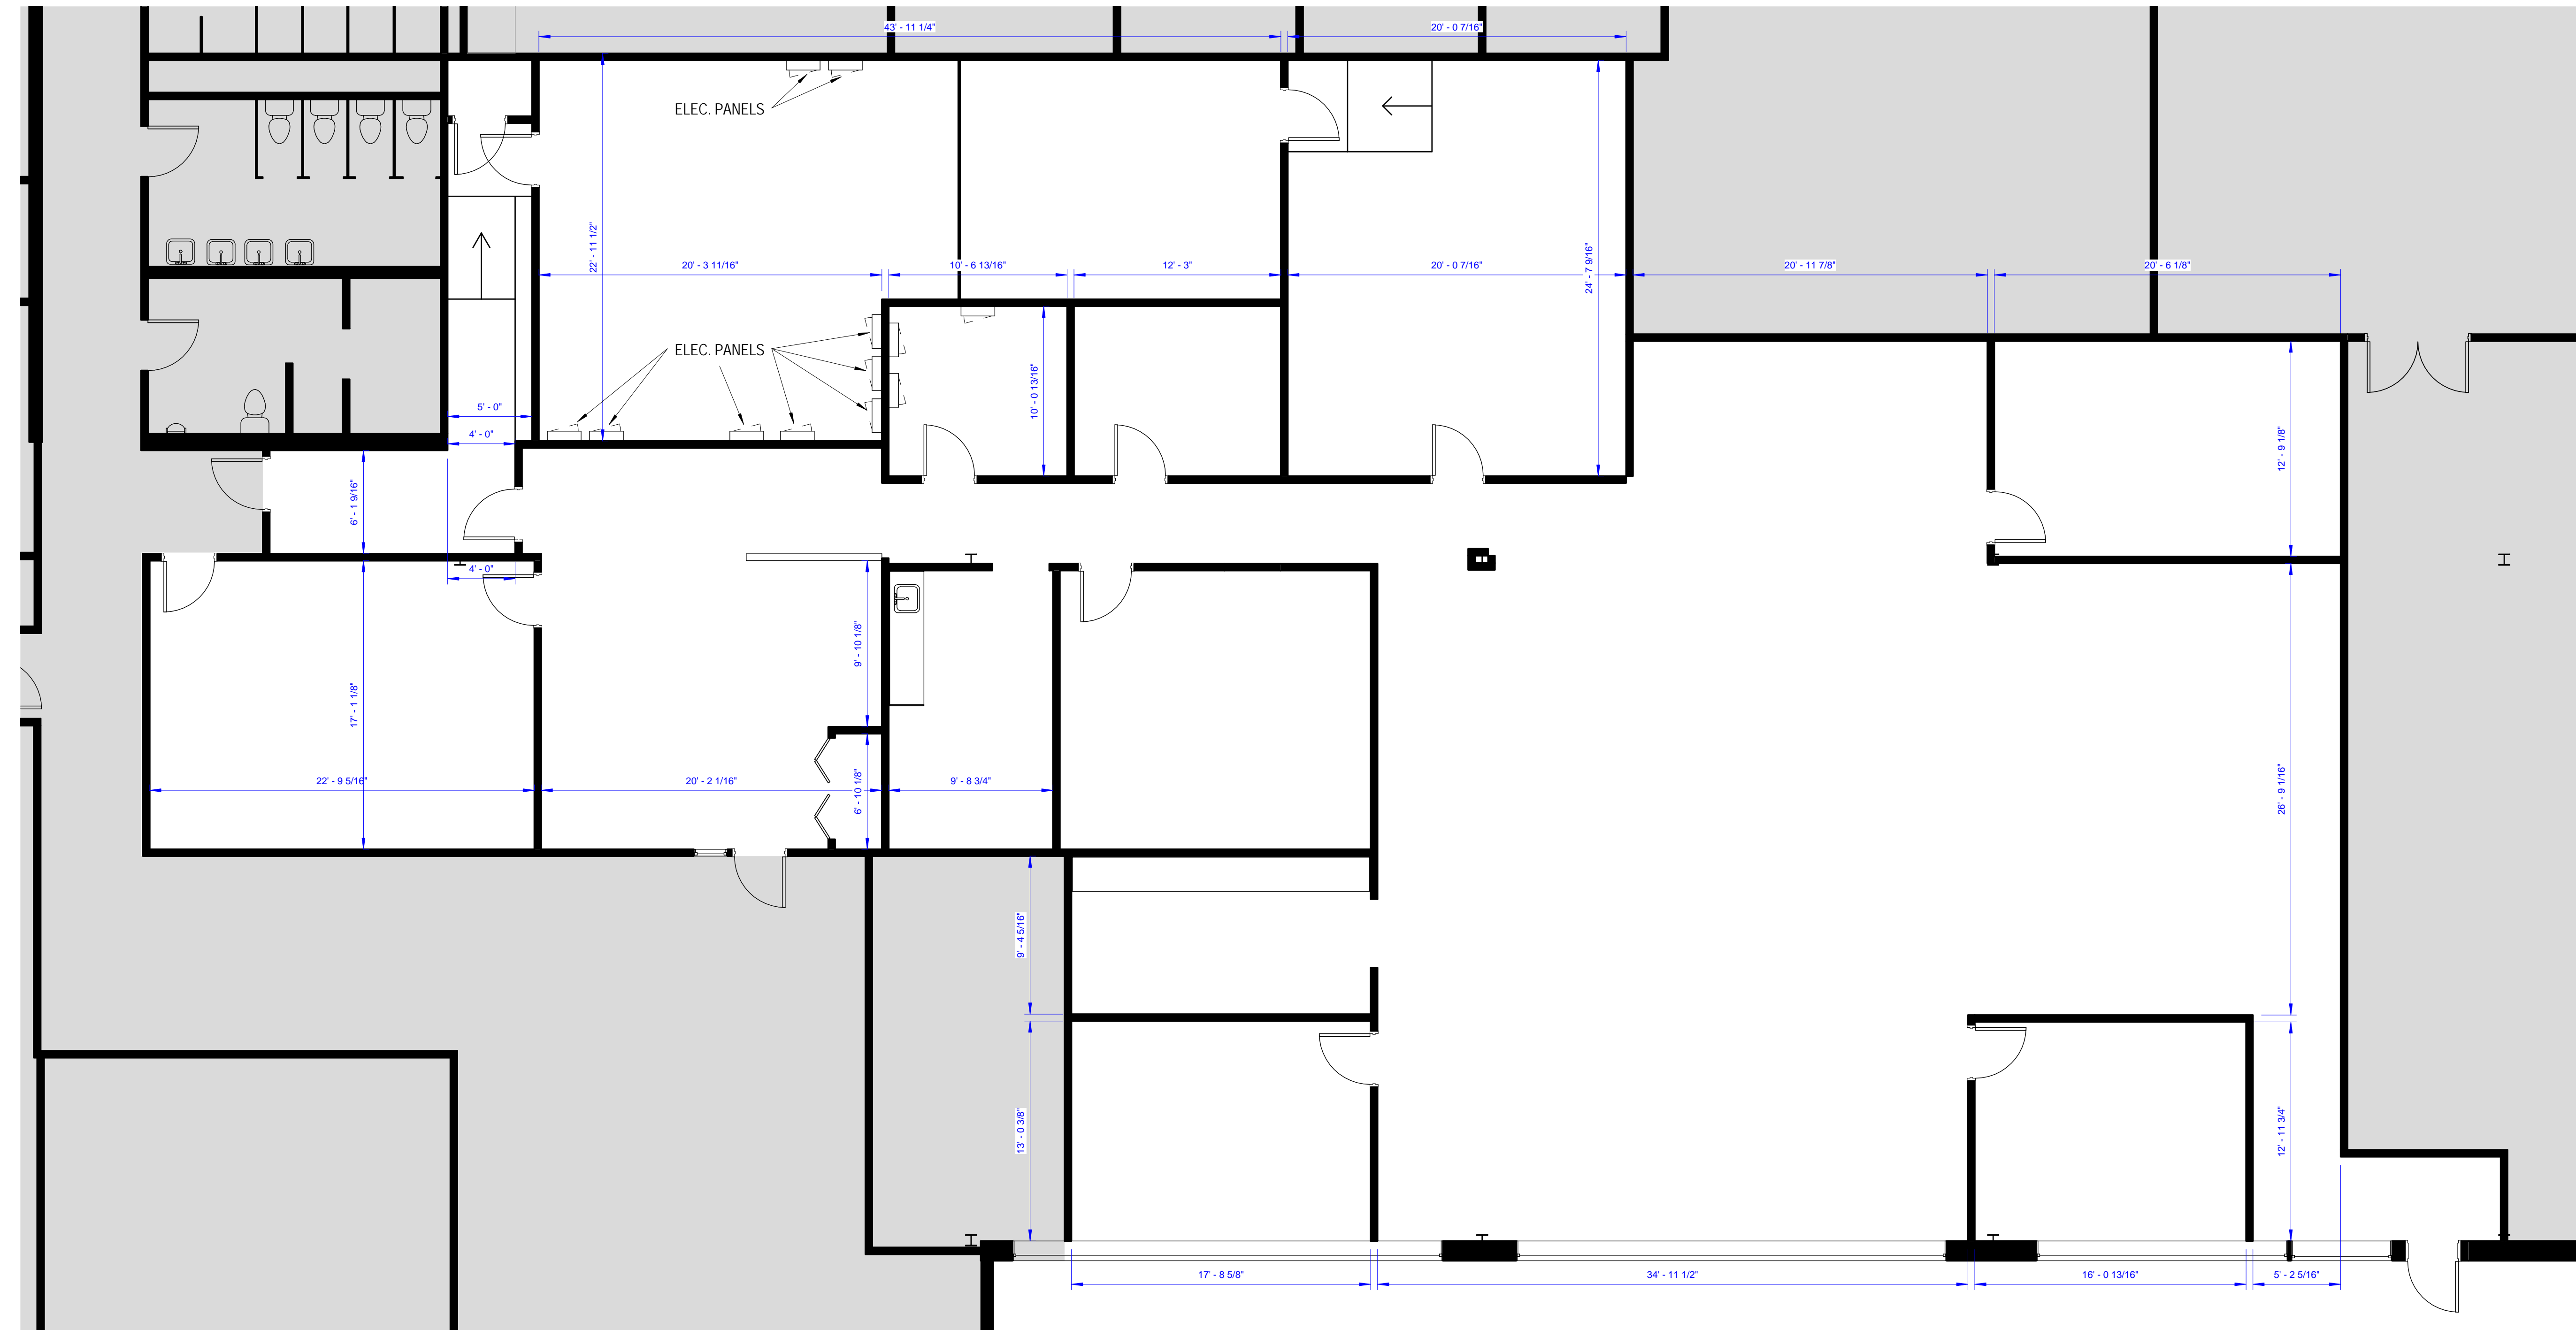 43' - 11 1/4"
20' - 0 7/16"
ELEC. PANELS
22' - 11 1/2"
24' - 7 9/16"
20' - 3 11/16"
10' - 6 13/16"
12' - 3"
20' - 0 7/16"
20' - 11 7/8"
20' - 6 1/8"
ELEC. PANELS
10' - 0 13/16"
5' - 0"
4' - 0"
12' - 9 1/8"
6' - 1 9/16"
4' - 0"
9' - 10 1/8"
17' - 1 1/8"
22' - 9 5/16"
20' - 2 1/16"
6' - 10 1/8"
9' - 8 3/4"
26' - 9 1/16"
9' - 4 5/16"
13' - 0 3/8"
12' - 11 3/4"
17' - 8 5/8"
34' - 11 1/2"
16' - 0 13/16"
5' - 2 5/16"